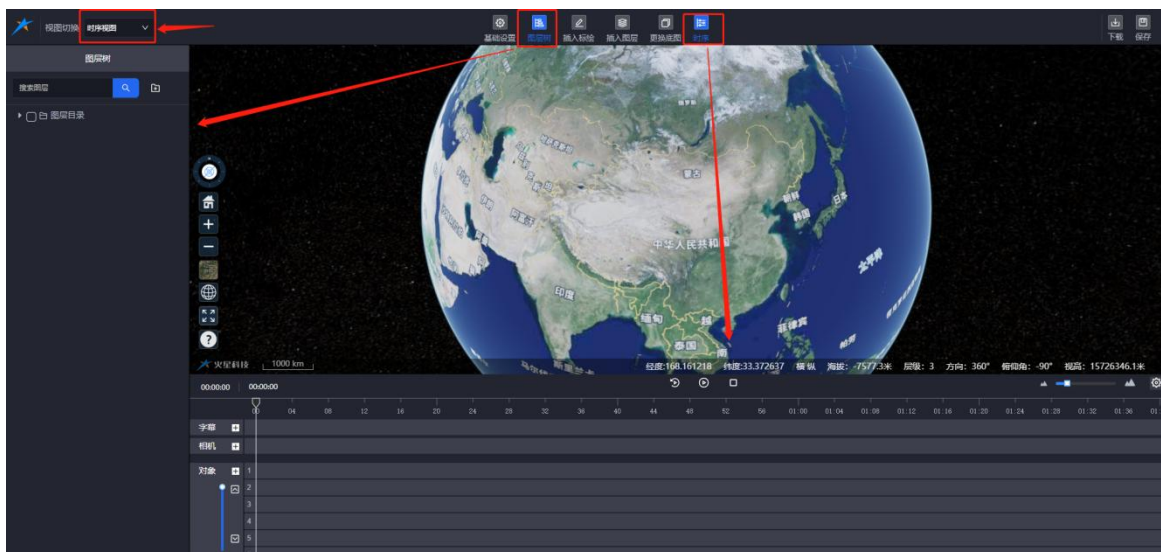 视图切换 时序视图
基础设置 图层树 插入标绘 插入图层 更换底图 时序
下载 保存
图层树
搜索图层
图层目录
俄罗斯
蒙古
朝鲜
韩国
日本
中华人民共和国
太平洋
印度
缅甸
越
南
泰国
菲律宾
火星科技 1000 km
经度:168.161218 纬度:33.372637 横 纵 海拔: -7577.3米 层级: 3 方向: 360° 俯仰角: -90° 视高: 15726346.1米
00:00:00 00:00:00
00 04 08 12 16 20 24 28 32 36 40 44 48 52 56 01:00 01:04 01:08 01:12 01:16 01:20 01:24 01:28 01:32 01:36
字幕
相机
对象 1
2
3
4
5